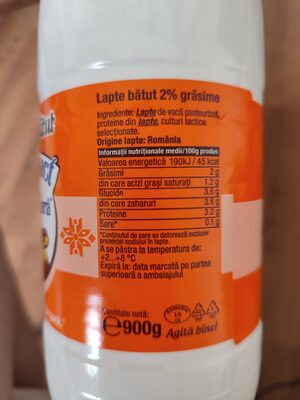 Lapte bătut 2% grăsime
Ingrediente: Lapte de vacă pasteurizat,
proteine din lapte, culturi lactice
selecționate.
Origine lapte: România
Informații nutriționale medii/100g produs
Valoarea energetică 190kJ / 45 kcal
Grăsimi 2 g
din care acizi grași saturați 1.2 g
Glucide 3.6 g
din care zaharuri 3.6 g
Proteine 3.2 g
Sare* 0.1 g
*Conținutul de sare se datorează exclusiv
prezenței sodiului în lapte.
A se păstra la temperatura de:
+2...+8 °C
Expiră la: data marcată pe partea
superioară a ambalajului
Cantitate netă:
℮900g
Agită bine!